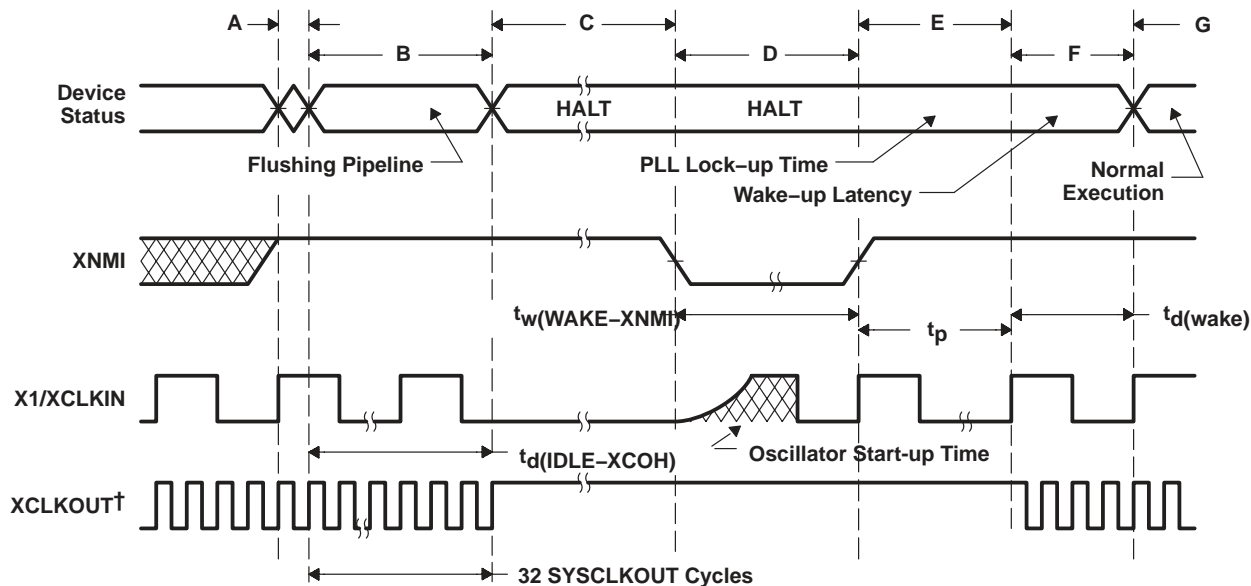 A
B
C
D
E
F
G
Device
Status
HALT
HALT
Flushing Pipeline
PLL Lock−up Time
Wake−up Latency
Normal
Execution
XNMI
tw(WAKE−XNMI)
tp
td(wake)
X1/XCLKIN
td(IDLE−XCOH)
Oscillator Start-up Time
XCLKOUT†
32 SYSCLKOUT Cycles